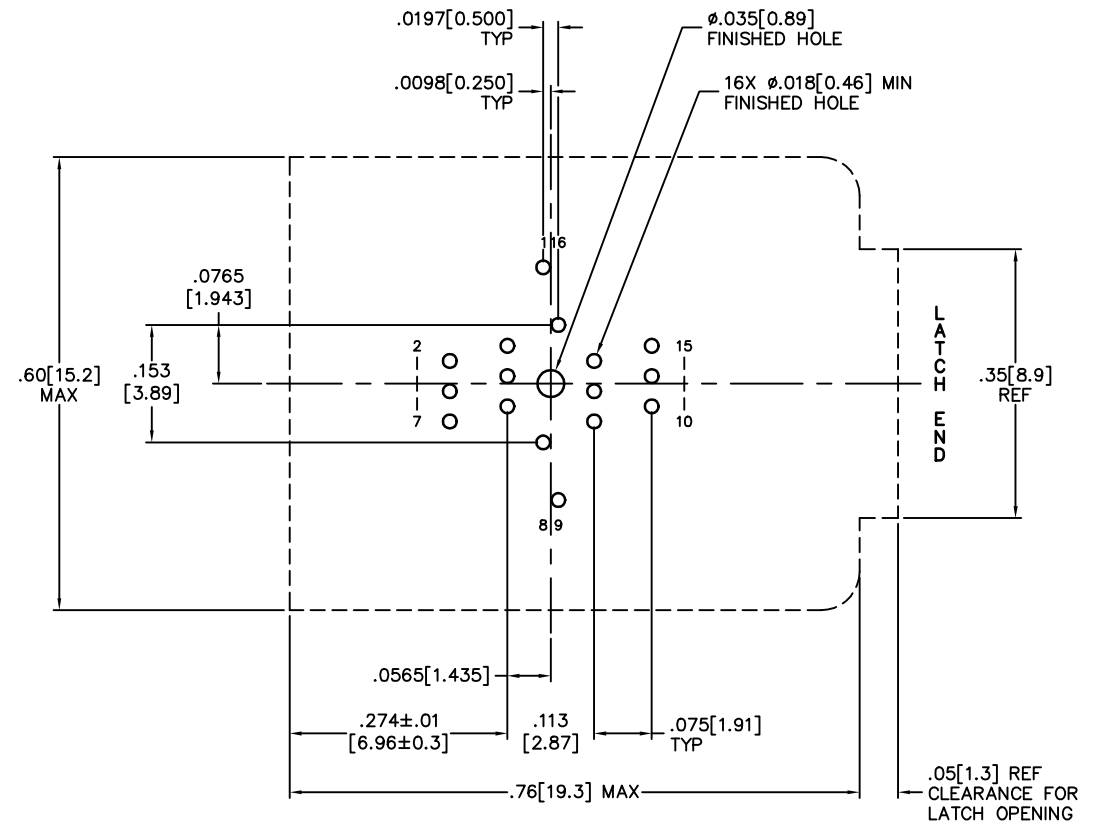 .0197[0.500]
TYP
ø.035[0.89]
FINISHED HOLE
.0098[0.250]
TYP
16X ø.018[0.46] MIN
FINISHED HOLE
1 16
.0765
[1.943]
2
15
.60[15.2]
MAX
.153
[3.89]
7
10
LATCH END
.35[8.9]
REF
8 9
.0565[1.435]
.274±.01
[6.96±0.3]
.113
[2.87]
.075[1.91]
TYP
.76[19.3] MAX
.05[1.3] REF
CLEARANCE FOR
LATCH OPENING